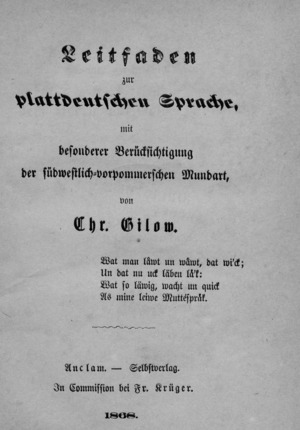 Leitfaden
zur
plattdeutschen Sprache,
mit
besonderer Berücksichtigung
der südwestlich-vorpommerschen Mundart,
von
Chr. Gilow.
Wat man läwt un wäwt, dat wi'ck;
Un dat nu uck läben lä't:
Wat so läwig, wacht un quick
As mine leiwe Muttéspråk.
Anclam. — Selbstverlag.
In Commission bei Fr. Krüger.
1868.